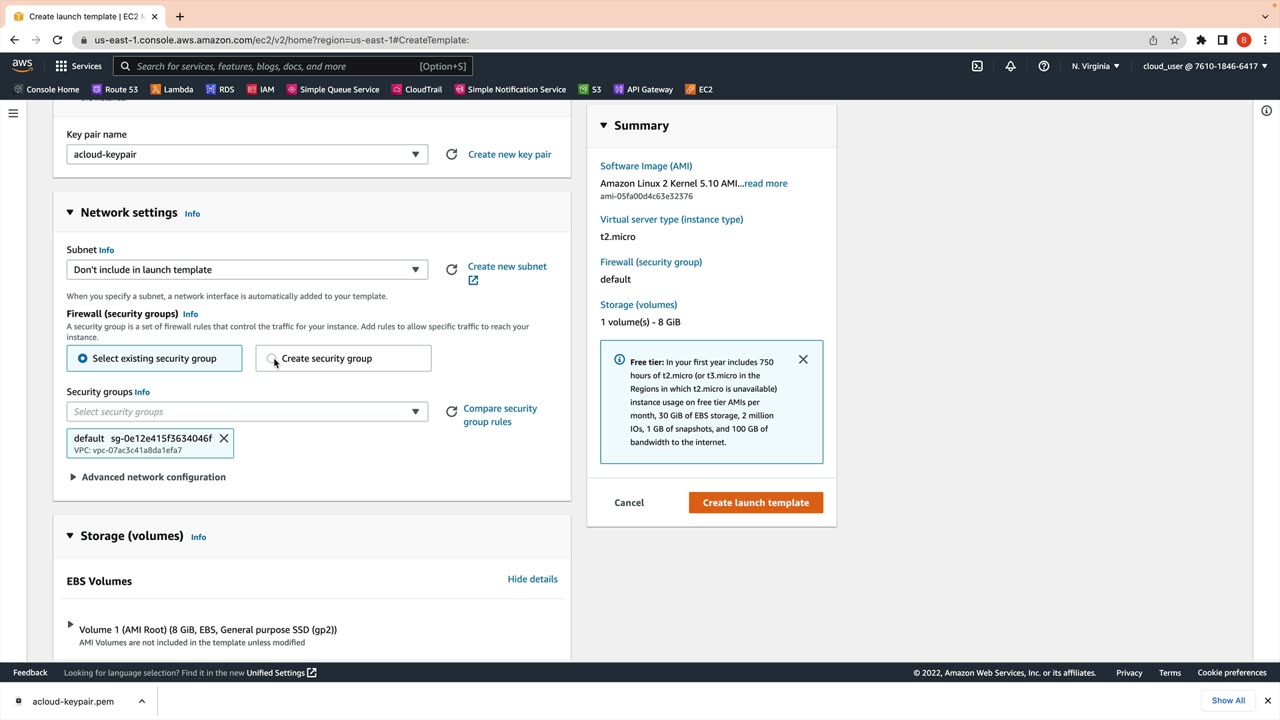 Create launch template | EC2 M
us-east-1.console.aws.amazon.com/ec2/v2/home?region=us-east-1#CreateTemplate:
B
aws
Services
Search for services, features, blogs, docs, and more
[Option+S]
N. Virginia
cloud_user @ 7610-1846-6417
Console Home
Route 53
Lambda
RDS
IAM
Simple Queue Service
CloudTrail
Simple Notification Service
S3
API Gateway
EC2
the instance.
Key pair name
acloud-keypair
Create new key pair
Network settings Info
Subnet Info
Don't include in launch template
Create new subnet
When you specify a subnet, a network interface is automatically added to your template.
Firewall (security groups) Info
A security group is a set of firewall rules that control the traffic for your instance. Add rules to allow specific traffic to reach your
instance.
Select existing security group
Create security group
Security groups Info
Select security groups
Compare security
group rules
default sg-0e12e415f3634046f
VPC: vpc-07ac3c41a8da1efa7
Advanced network configuration
Storage (volumes) Info
EBS Volumes
Hide details
Volume 1 (AMI Root) (8 GiB, EBS, General purpose SSD (gp2))
AMI Volumes are not included in the template unless modified
Summary
Software Image (AMI)
Amazon Linux 2 Kernel 5.10 AMI...read more
ami-05fa00d4c63e32376
Virtual server type (instance type)
t2.micro
Firewall (security group)
default
Storage (volumes)
1 volume(s) - 8 GiB
Free tier: In your first year includes 750
hours of t2.micro (or t3.micro in the
Regions in which t2.micro is unavailable)
instance usage on free tier AMIs per
month, 30 GiB of EBS storage, 2 million
IOs, 1 GB of snapshots, and 100 GB of
bandwidth to the internet.
Cancel
Create launch template
Feedback
Looking for language selection? Find it in the new Unified Settings
© 2022, Amazon Web Services, Inc. or its affiliates.
Privacy
Terms
Cookie preferences
acloud-keypair.pem
Show All